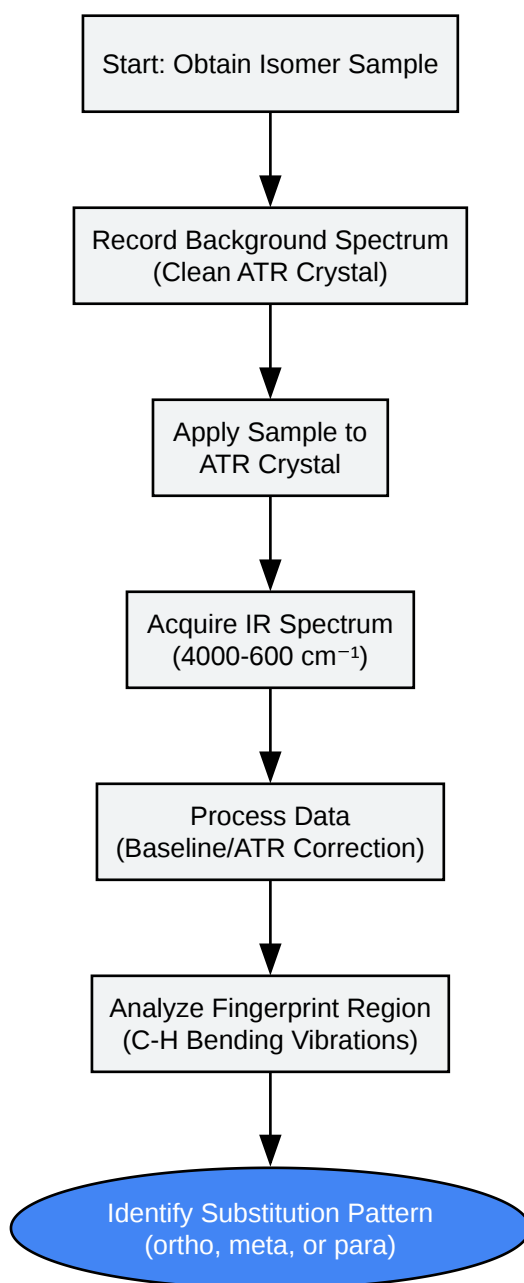 Start: Obtain Isomer Sample
Record Background Spectrum
(Clean ATR Crystal)
Apply Sample to
ATR Crystal
Acquire IR Spectrum
(4000-600 cm⁻¹)
Process Data
(Baseline/ATR Correction)
Analyze Fingerprint Region
(C-H Bending Vibrations)
Identify Substitution Pattern
(ortho, meta, or para)